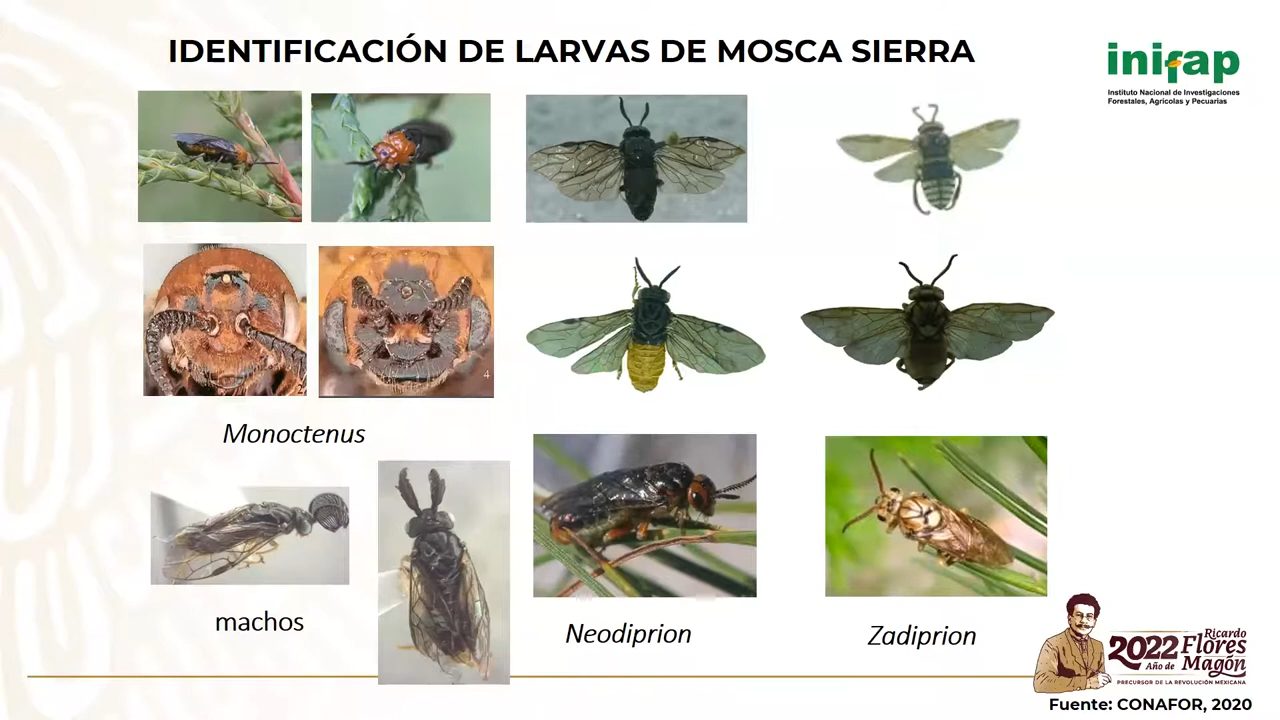 IDENTIFICACIÓN DE LARVAS DE MOSCA SIERRA
inifap
Instituto Nacional de Investigaciones
Forestales, Agrícolas y Pecuarias
4
Monoctenus
machos
Neodiprion
Zadiprion
2022 Ricardo
Año de Flores
Magón
PRECURSOR DE LA REVOLUCIÓN MEXICANA
Fuente: CONAFOR, 2020